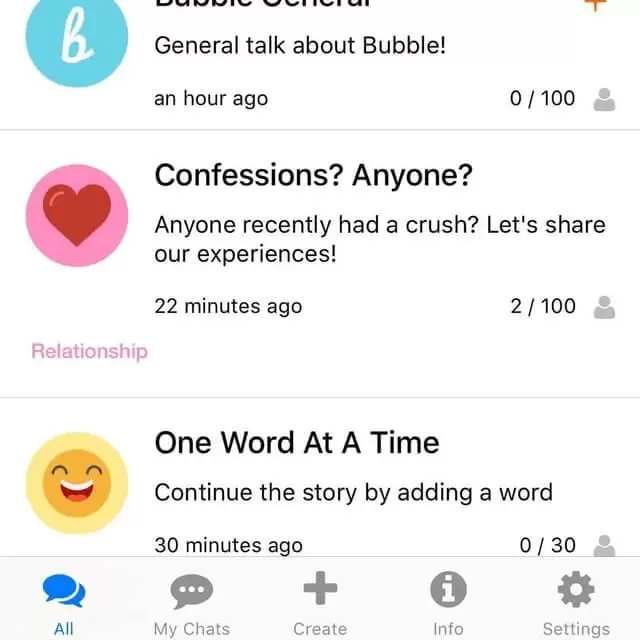 Bubble General
b
General talk about Bubble!
an hour ago 0 / 100
Confessions? Anyone?
Anyone recently had a crush? Let's share
our experiences!
22 minutes ago 2 / 100
Relationship
One Word At A Time
Continue the story by adding a word
30 minutes ago 0 / 30
All My Chats Create Info Settings